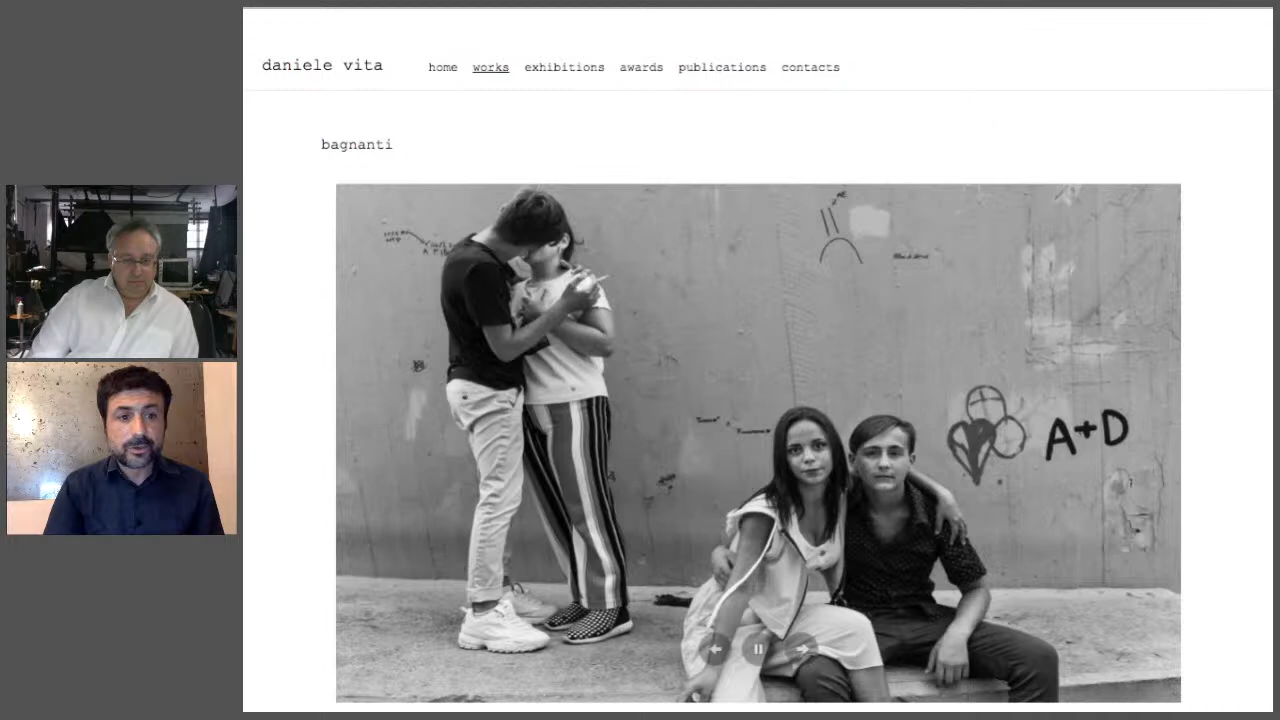 daniele vita
home works exhibitions awards publications contacts
bagnanti
A+D